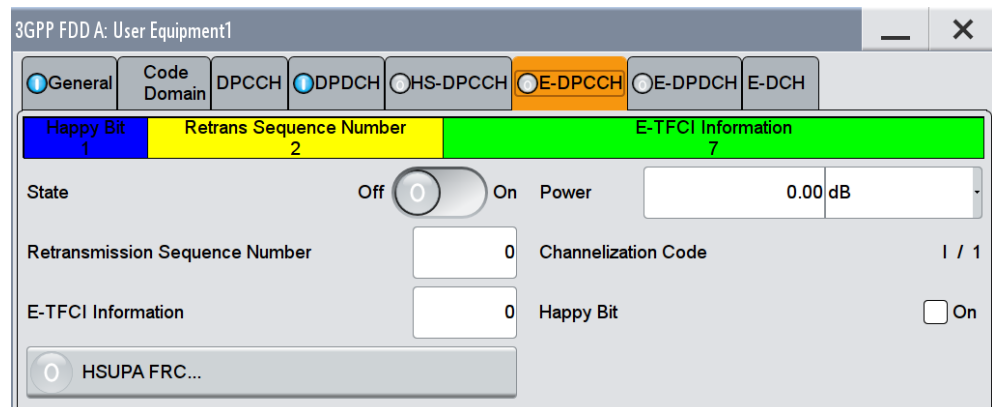 3GPP FDD A: User Equipment1
General Code Domain DPCCH DPDCH HS-DPCCH E-DPCCH E-DPDCH E-DCH
Happy Bit Retrans Sequence Number E-TFCI Information
1 2 7
State Off 0 On Power 0.00 dB
Retransmission Sequence Number 0 Channelization Code I / 1
E-TFCI Information 0 Happy Bit On
0 HSUPA FRC...